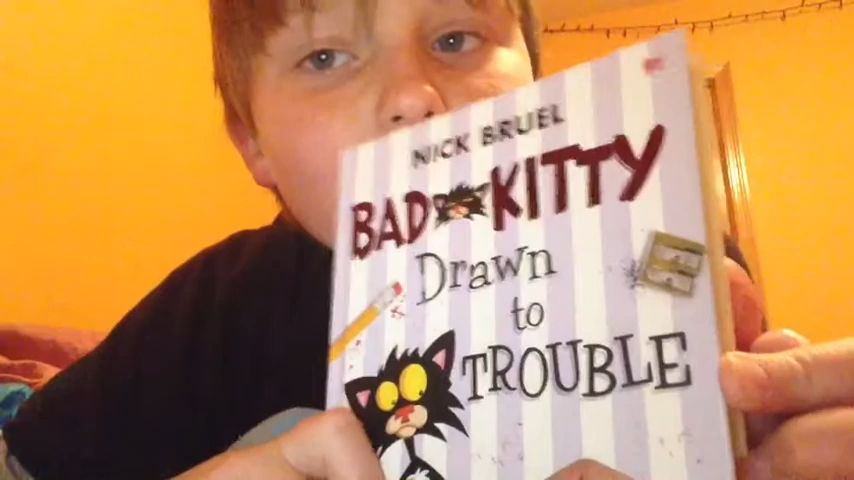 NICK BRUEL
BAD KITTY
Drawn
to
TROUBLE